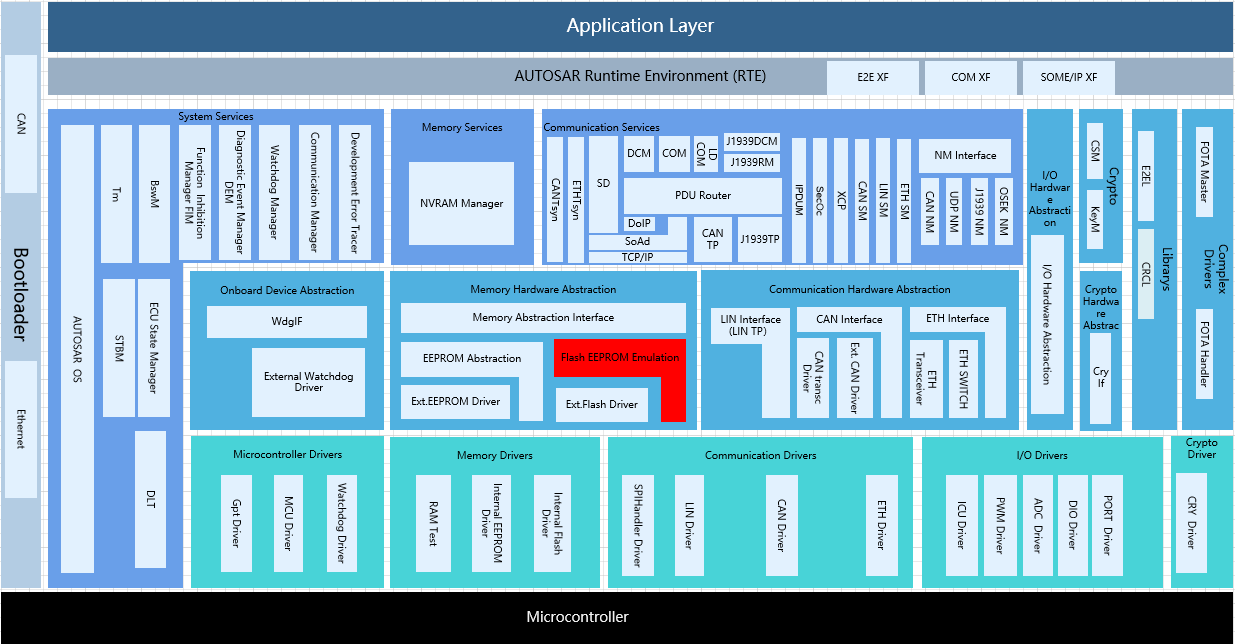 Application Layer
AUTOSAR Runtime Environment (RTE)
E2E XF
COM XF
SOME/IP XF
Bootloader
CAN
Ethernet
System Services
AUTOSAR OS
Tm
BswM
Function Inhibition
Manager FIM
Diagnostic Event Manager
DEM
Watchdog Manager
Communication Manager
Development Error Tracer
STBM
ECU State Manager
DLT
Memory Services
NVRAM Manager
Communication Services
CANTsyn
ETHTsyn
SD
DCM
COM
LD
COM
J1939DCM
J1939RM
PDU Router
DoIP
SoAd
TCP/IP
CAN
TP
J1939TP
IPDUM
SecOc
XCP
CAN SM
LIN SM
ETH SM
NM Interface
CAN NM
UDP NM
J1939 NM
OSEK NM
I/O
Hardwar
e
Abstracti
on
I/O Hardware Abstraction
Crypto
CSM
KeyM
Crypto
Hardwa
re
Abstrac
Cry
If
Librarys
E2EL
CRCL
Complex
Drivers
FOTA Master
FOTA Handler
Onboard Device Abstraction
WdgIF
External Watchdog
Driver
Memory Hardware Abstraction
Memory Abstraction Interface
EEPROM Abstraction
Ext.EEPROM Driver
Flash EEPROM Emulation
Ext.Flash Driver
Communication Hardware Abstraction
LIN Interface
(LIN TP)
CAN Interface
CAN transc
Driver
Ext. CAN Driver
ETH Interface
ETH
Transceiver
ETH SWITCH
Microcontroller Drivers
Gpt Driver
MCU Driver
Watchdog Driver
Memory Drivers
RAM Test
Internal EEPROM
Driver
Internal Flash
Driver
Communication Drivers
SPIHandler Driver
LIN Driver
CAN Driver
ETH Driver
I/O Drivers
ICU Driver
PWM Driver
ADC Driver
DIO Driver
PORT Driver
Crypto
Driver
CRY Driver
Microcontroller